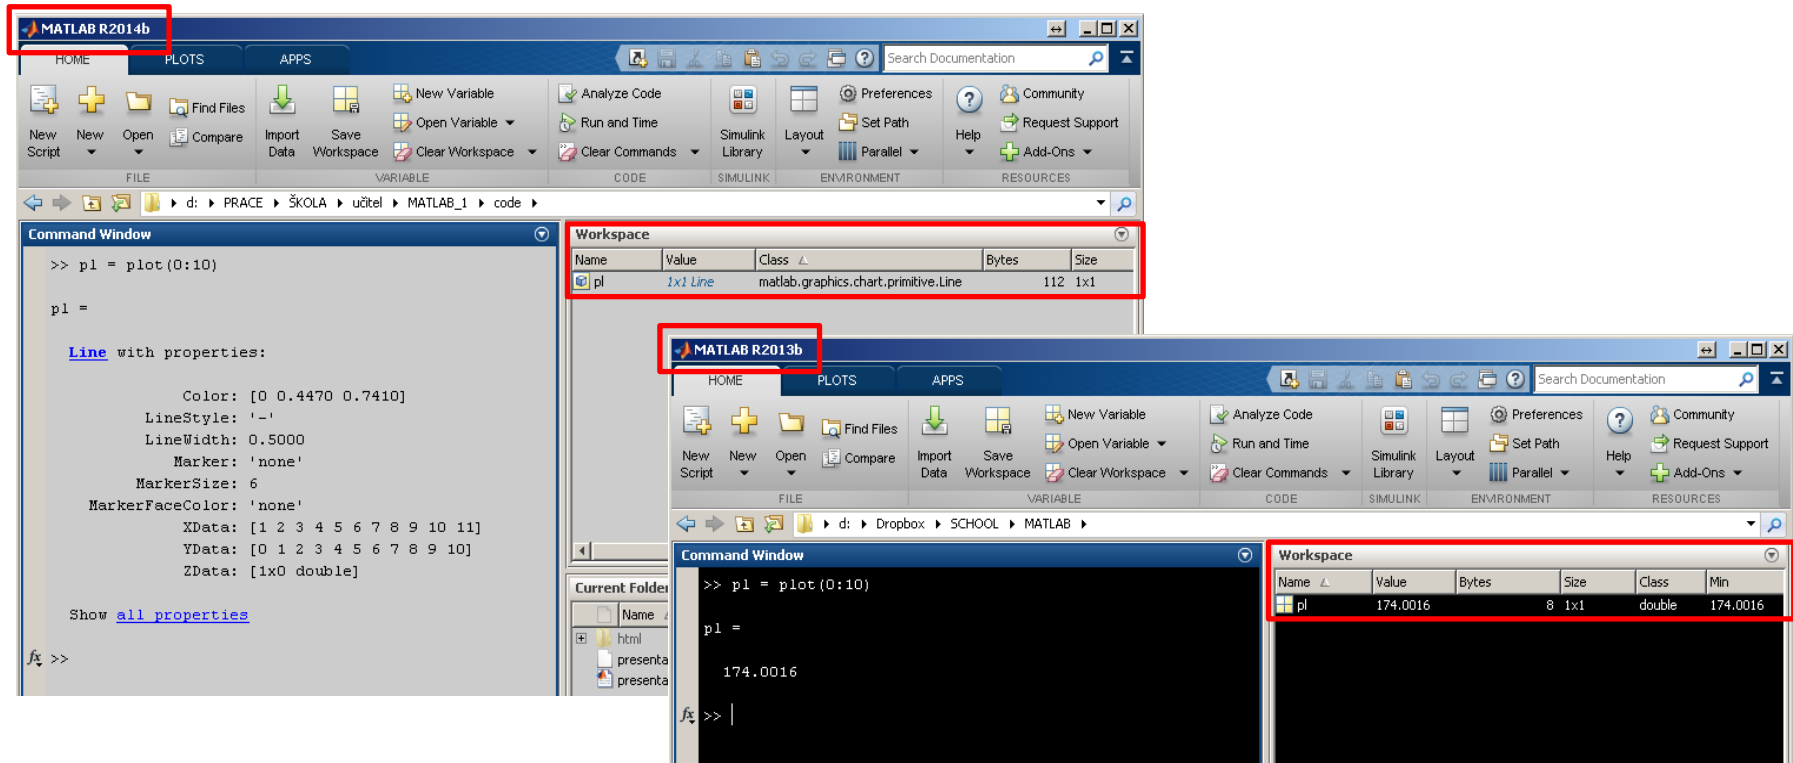 MATLAB R2014b
HOME PLOTS APPS
Search Documentation
New Script
New
Open
Find Files
Compare
Import Data
Save Workspace
New Variable
Open Variable
Clear Workspace
Analyze Code
Run and Time
Clear Commands
Simulink Library
Layout
Preferences
Set Path
Parallel
Help
Community
Request Support
Add-Ons
FILE VARIABLE CODE SIMULINK ENVIRONMENT RESOURCES
d: PRACE ŠKOLA učitel MATLAB_1 code
Command Window
>> pl = plot(0:10)
pl =
Line with properties:
Color: [0 0.4470 0.7410]
LineStyle: '-'
LineWidth: 0.5000
Marker: 'none'
MarkerSize: 6
MarkerFaceColor: 'none'
XData: [1 2 3 4 5 6 7 8 9 10 11]
YData: [0 1 2 3 4 5 6 7 8 9 10]
ZData: [1x0 double]
Show all properties
fx >>
Workspace
Name Value Class Bytes Size
pl 1x1 Line matlab.graphics.chart.primitive.Line 112 1x1
Current Folde
Name
html
presenta
presenta
MATLAB R2013b
HOME PLOTS APPS
Search Documentation
New Script
New
Open
Find Files
Compare
Import Data
Save Workspace
New Variable
Open Variable
Clear Workspace
Analyze Code
Run and Time
Clear Commands
Simulink Library
Layout
Preferences
Set Path
Parallel
Help
Community
Request Support
Add-Ons
FILE VARIABLE CODE SIMULINK ENVIRONMENT RESOURCES
d: Dropbox SCHOOL MATLAB
Command Window
>> pl = plot(0:10)
pl =
174.0016
fx >>
Workspace
Name Value Bytes Size Class Min
pl 174.0016 8 1x1 double 174.0016